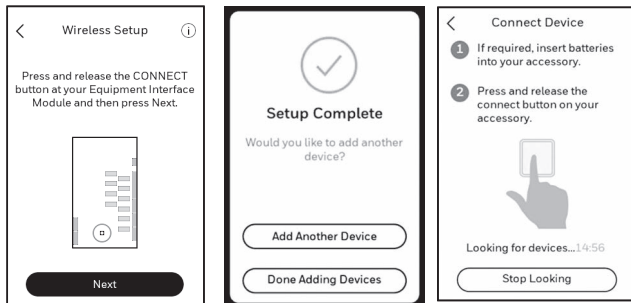 Wireless Setup
i
Press and release the CONNECT
button at your Equipment Interface
Module and then press Next.
Next
Setup Complete
Would you like to add another
device?
Add Another Device
Done Adding Devices
Connect Device
1 If required, insert batteries
into your accessory.
2 Press and release the
connect button on your
accessory.
Looking for devices...14:56
Stop Looking